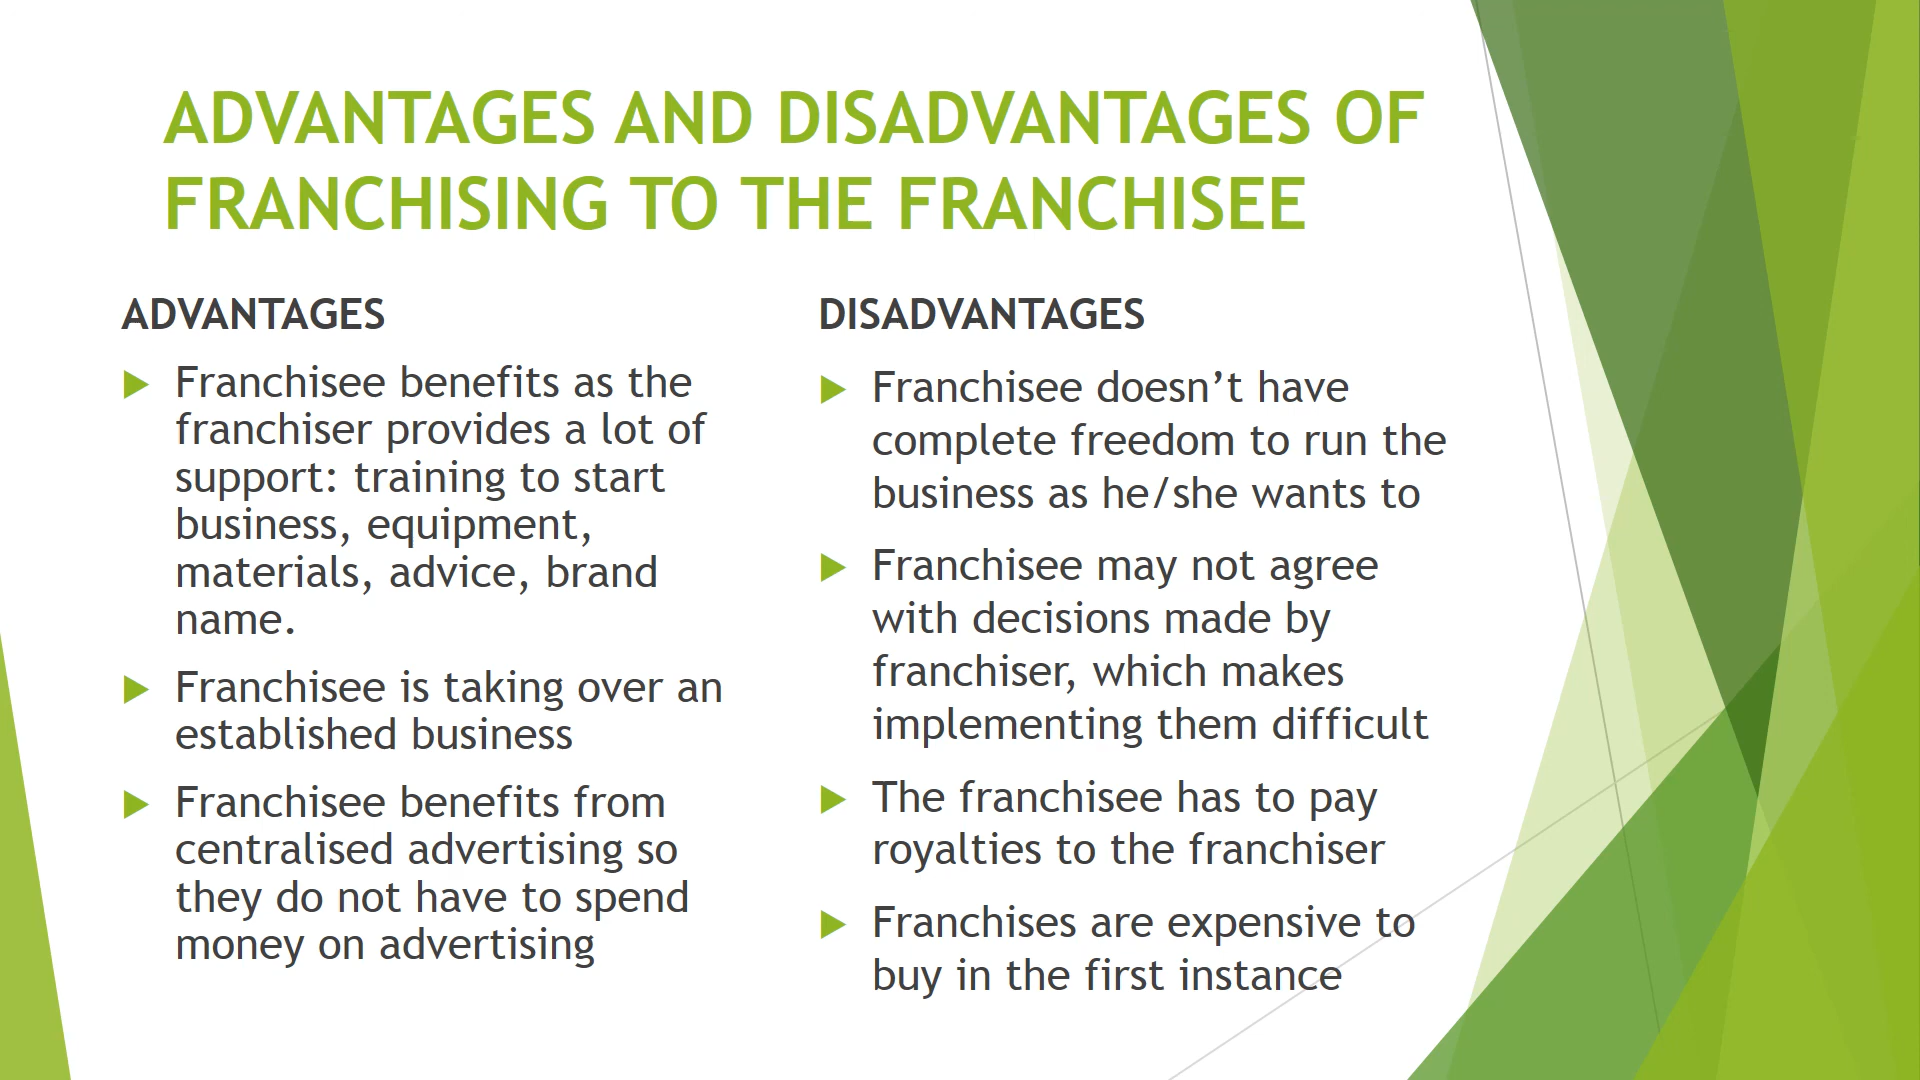 ADVANTAGES AND DISADVANTAGES OF
FRANCHISING TO THE FRANCHISEE
ADVANTAGES
Franchisee benefits as the
franchiser provides a lot of
support: training to start
business, equipment,
materials, advice, brand
name.
Franchisee is taking over an
established business
Franchisee benefits from
centralised advertising so
they do not have to spend
money on advertising
DISADVANTAGES
Franchisee doesn’t have
complete freedom to run the
business as he/she wants to
Franchisee may not agree
with decisions made by
franchiser, which makes
implementing them difficult
The franchisee has to pay
royalties to the franchiser
Franchises are expensive to
buy in the first instance